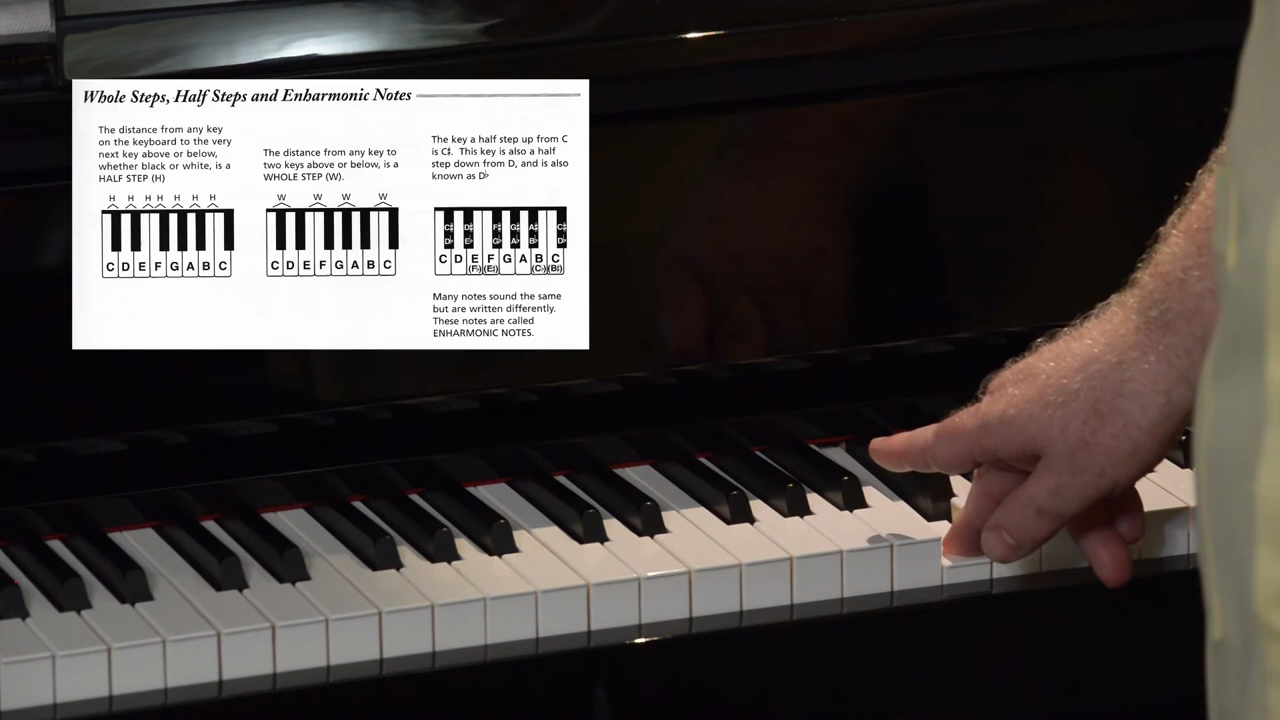 Whole Steps, Half Steps and Enharmonic Notes
The distance from any key
on the keyboard to the very
next key above or below,
whether black or white, is a
HALF STEP (H)
H H H H H H H
C D E F G A B C
The distance from any key to
two keys above or below, is a
WHOLE STEP (W).
W W W W
C D E F G A B C
The key a half step up from C
is C♯. This key is also a half
step down from D, and is also
known as D♭
C♯ D♯ F♯ G♯ A♯ C♯
D♭ E♭ G♭ A♭ B♭ D♭
C D E F G A B C
(F♭) (E♯) (C♭) (B♯)
Many notes sound the same
but are written differently.
These notes are called
ENHARMONIC NOTES.